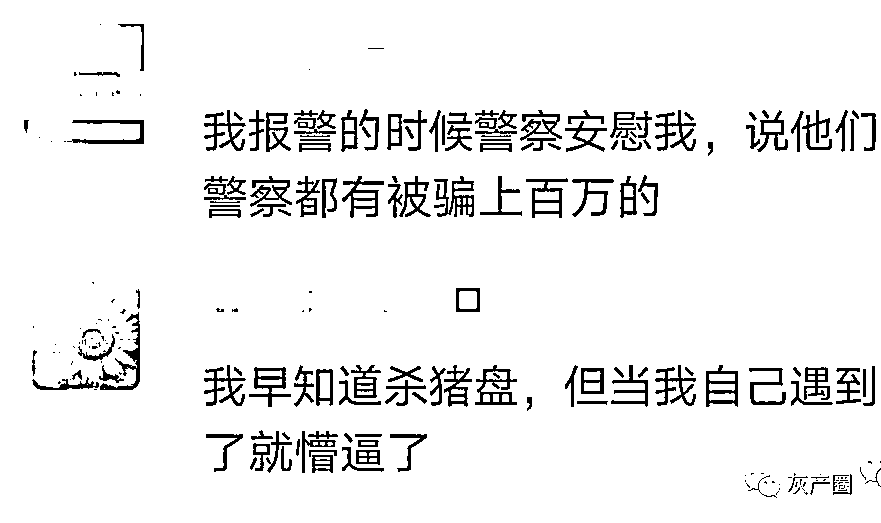 我报警的时候警察安慰我，说他们
警察都有被骗上百万的
我早知道杀猪盘，但当我自己遇到
了就懵逼了
灰产圈